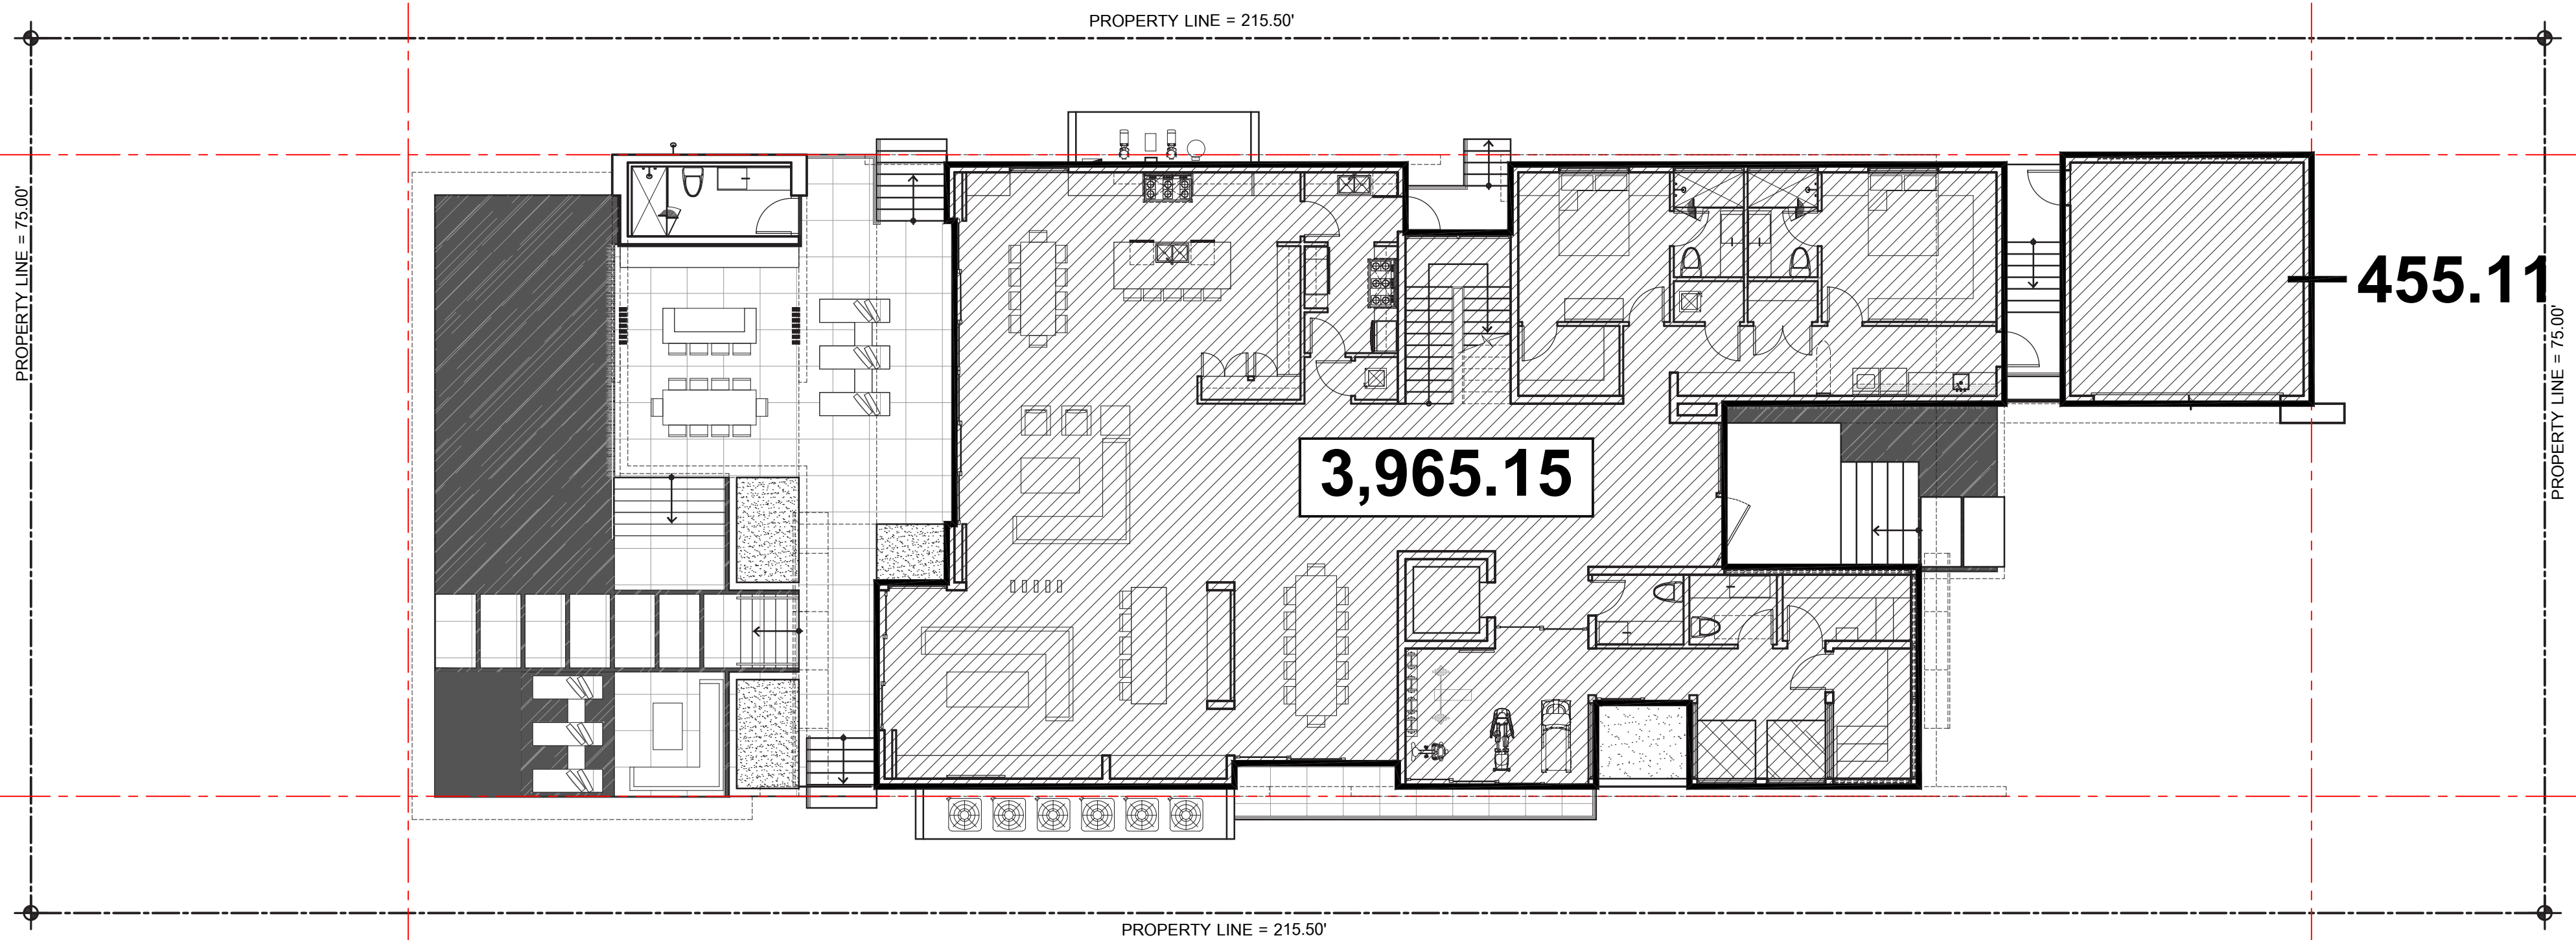 PROPERTY LINE = 215.50'
PROPERTY LINE = 75.00'
455.11
PROPERTY LINE = 75.00'
3,965.15
PROPERTY LINE = 215.50'